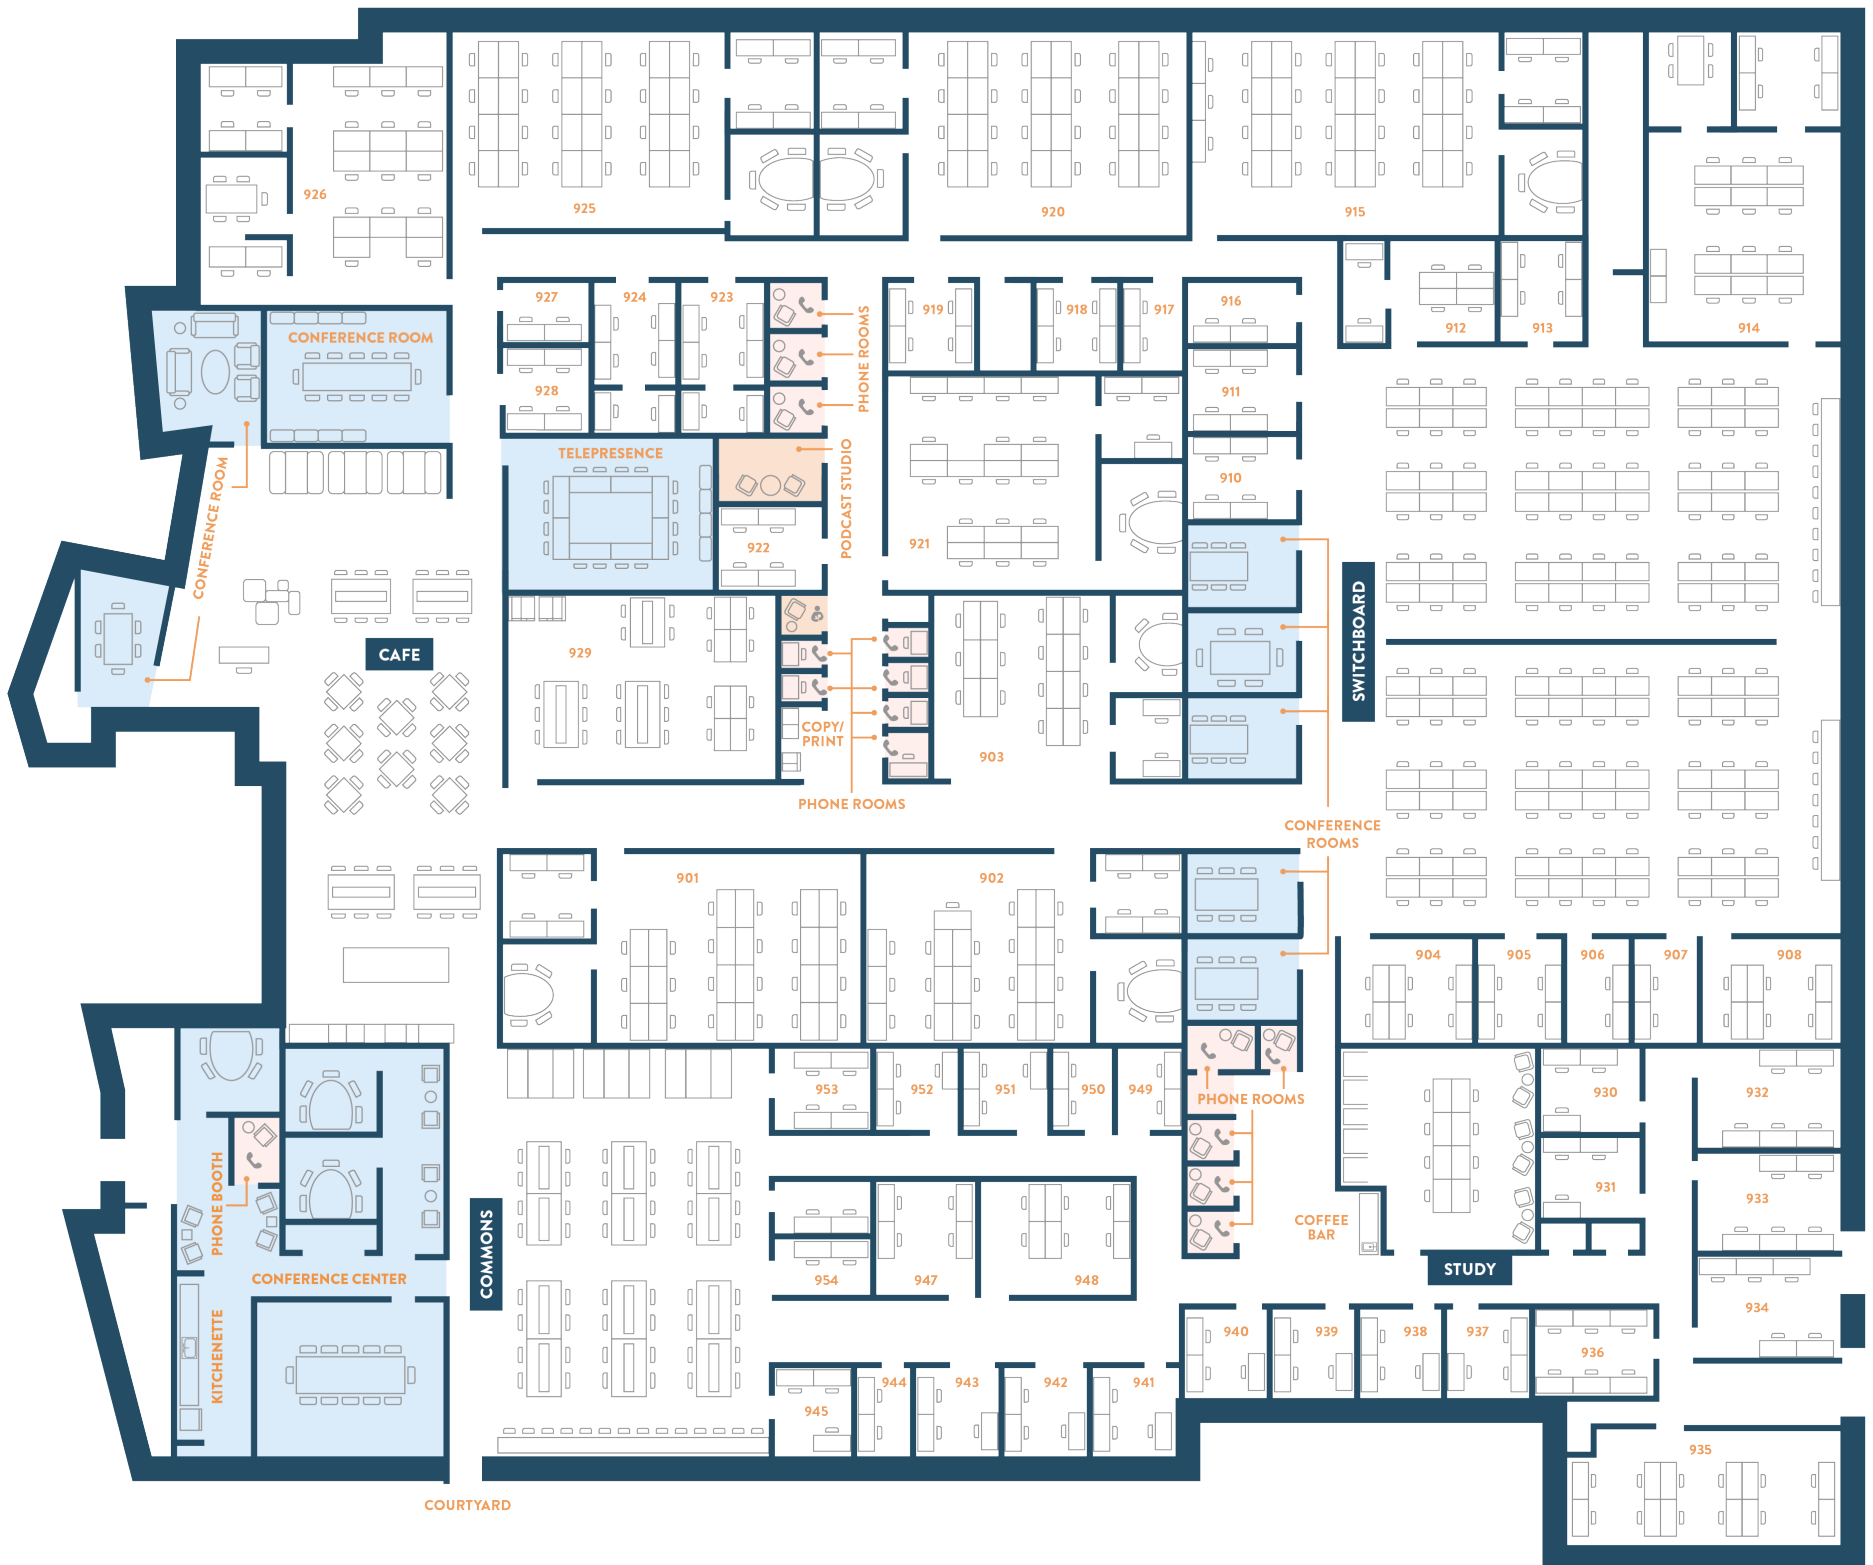 926
925
920
915
927
924
923
919
918
917
916
912
913
914
CONFERENCE ROOM
PHONE ROOMS
928
911
TELEPRESENCE
PODCAST STUDIO
910
CONFERENCE ROOM
922
921
SWITCHBOARD
CAFE
929
COPY/
PRINT
903
PHONE ROOMS
CONFERENCE
ROOMS
901
902
904
905
906
907
908
953
952
951
950
949
PHONE ROOMS
930
932
PHONE BOOTH
931
933
COMMONS
COFFEE
BAR
CONFERENCE CENTER
954
947
948
STUDY
934
KITCHENETTE
940
939
938
937
936
944
943
942
941
945
935
COURTYARD